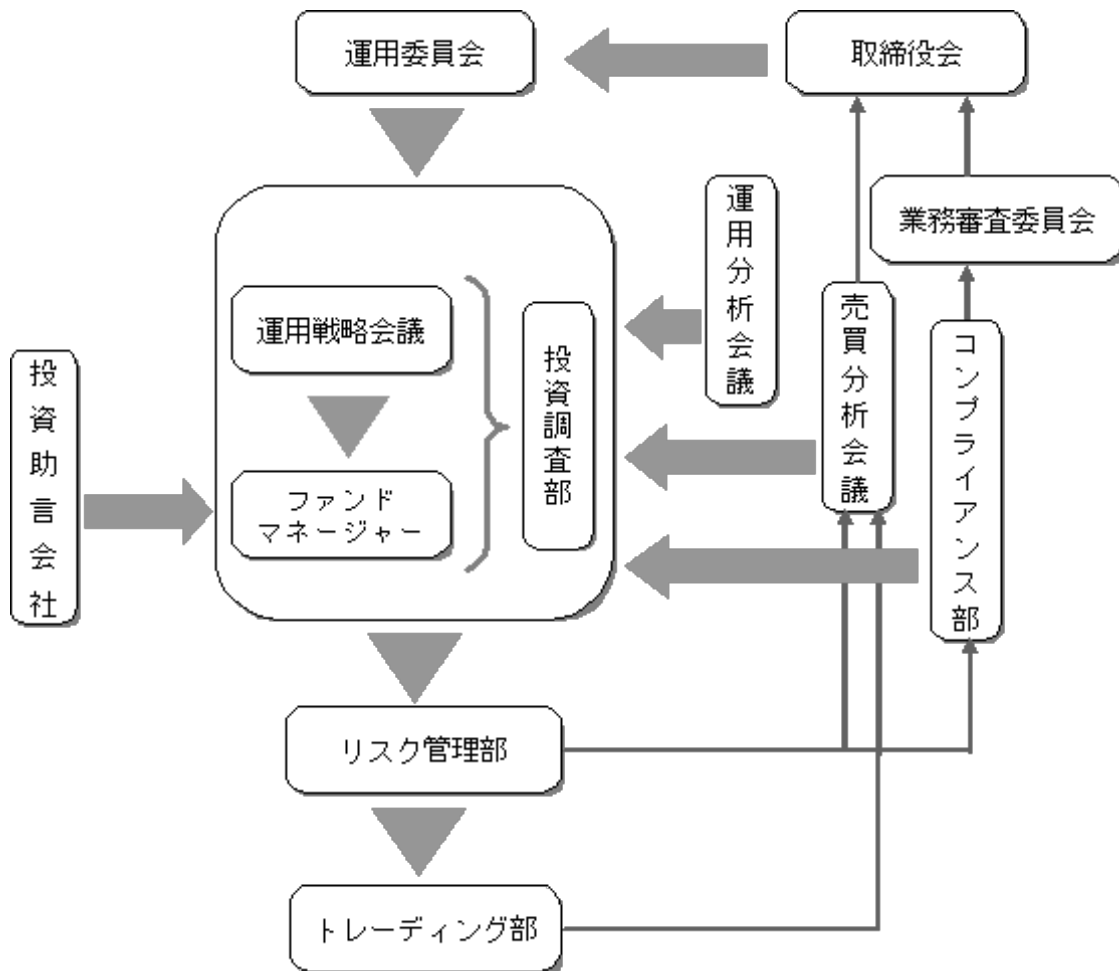 運用委員会
取締役会
運用分析会議
業務審査委員会
運用戦略会議
売買分析会議
投資調査部
コンプライアンス部
投資助言会社
ファンド
マネージャー
リスク管理部
トレーディング部